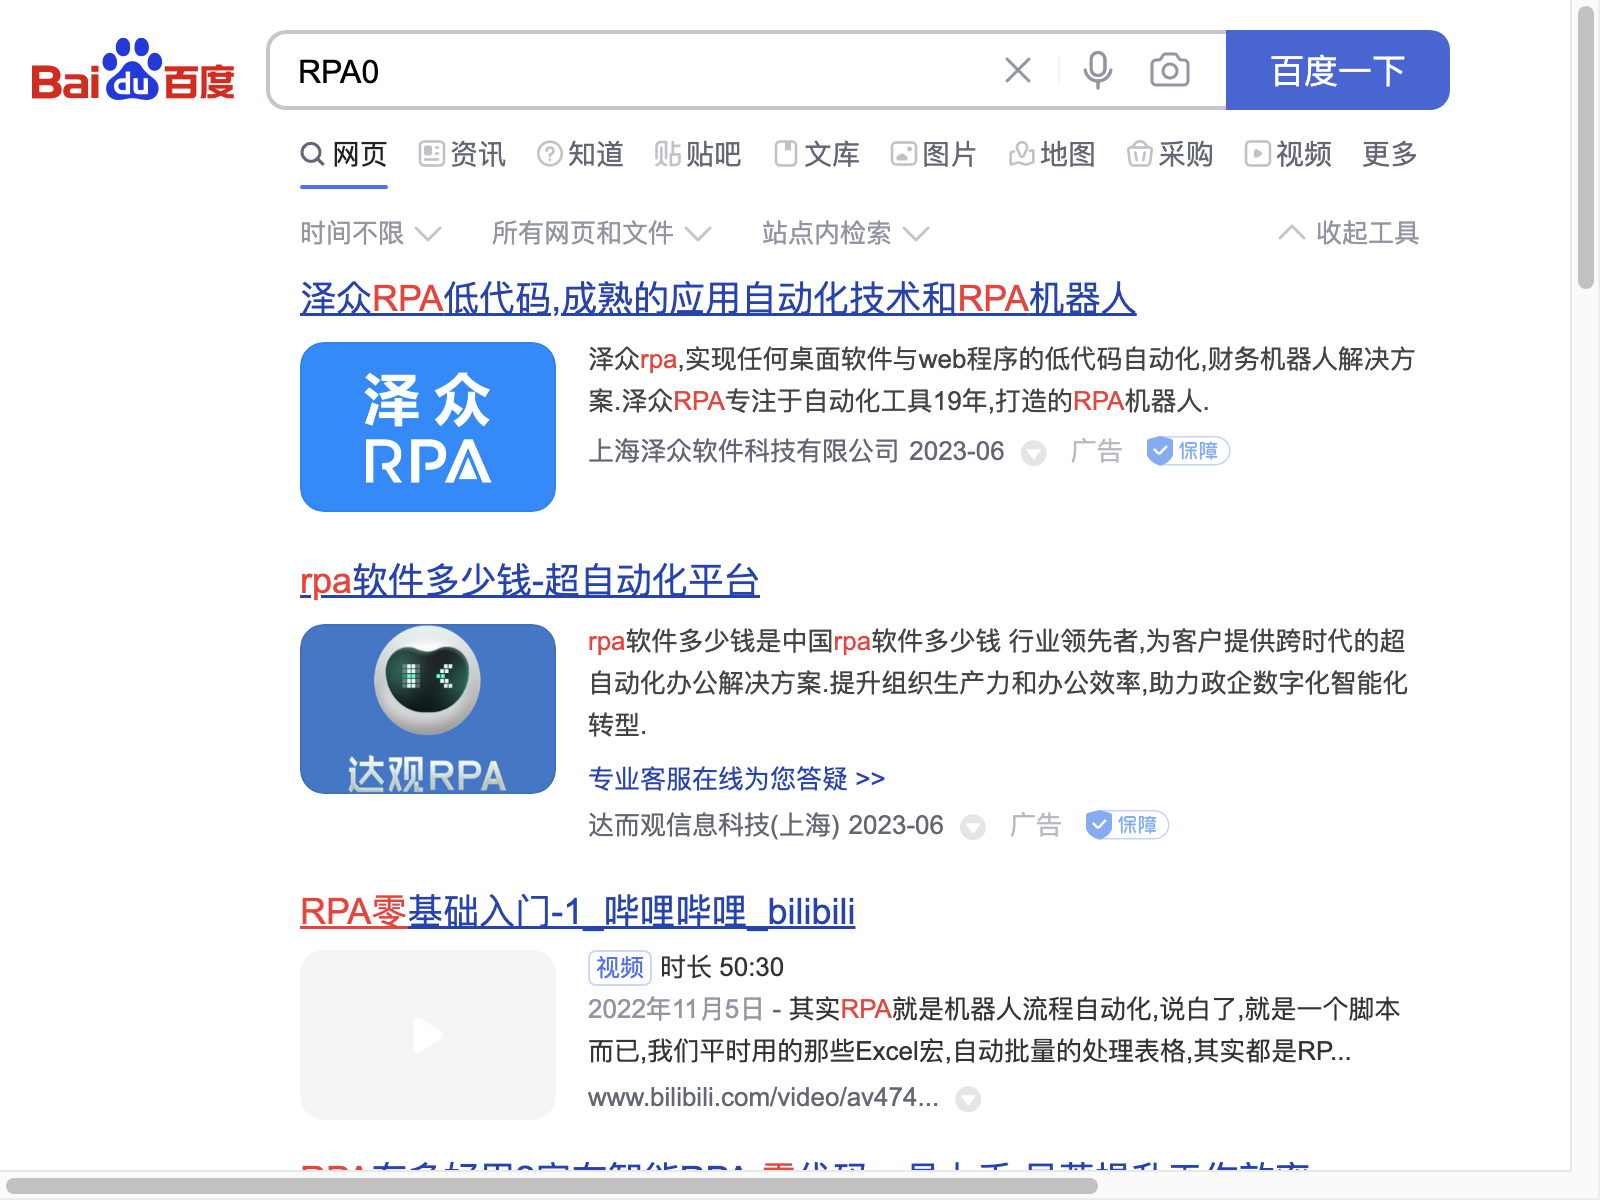 Bai du 百度
RPA0
百度一下
网页 资讯 知道 贴 贴吧 文库 图片 地图 采购 视频 更多
时间不限 所有网页和文件 站点内检索 收起工具
泽众RPA低代码,成熟的应用自动化技术和RPA机器人
泽众
RPA
泽众rpa,实现任何桌面软件与web程序的低代码自动化,财务机器人解决方
案.泽众RPA专注于自动化工具19年,打造的RPA机器人.
上海泽众软件科技有限公司 2023-06 广告 保障
rpa软件多少钱-超自动化平台
达观RPA
rpa软件多少钱是中国rpa软件多少钱 行业领先者,为客户提供跨时代的超
自动化办公解决方案.提升组织生产力和办公效率,助力政企数字化智能化
转型.
专业客服在线为您答疑 >>
达而观信息科技(上海) 2023-06 广告 保障
RPA零基础入门-1_哔哩哔哩_bilibili
视频 时长 50:30
2022年11月5日 - 其实RPA就是机器人流程自动化,说白了,就是一个脚本
而已,我们平时用的那些Excel宏,自动批量的处理表格,其实都是RP...
www.bilibili.com/video/av474...